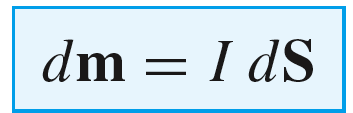 dm = I dS